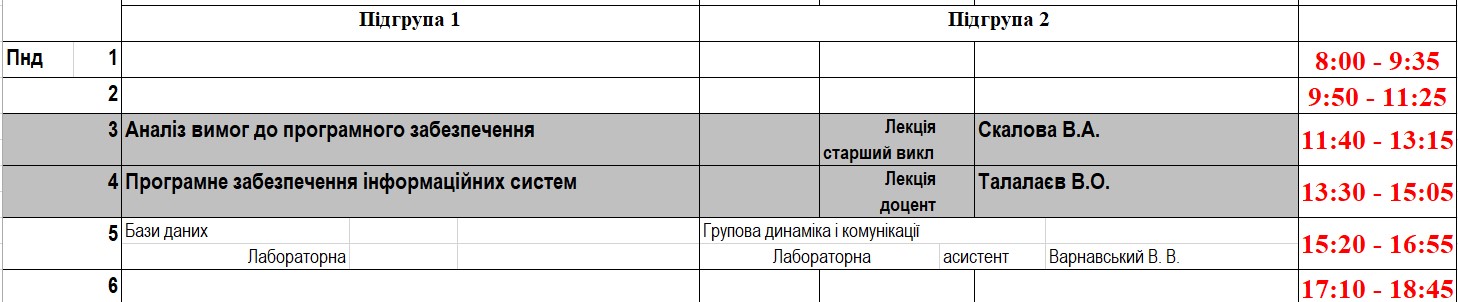 Підгрупа 1 Підгрупа 2
Пнд 1 8:00 - 9:35
2 9:50 - 11:25
3 Аналіз вимог до програмного забезпечення Лекція старший викл Скалова В.А. 11:40 - 13:15
4 Програмне забезпечення інформаційних систем Лекція доцент Талалаєв В.О. 13:30 - 15:05
5 Бази даних Групова динаміка і комунікації 15:20 - 16:55
Лабораторна Лабораторна асистент Варнавський В. В.
6 17:10 - 18:45